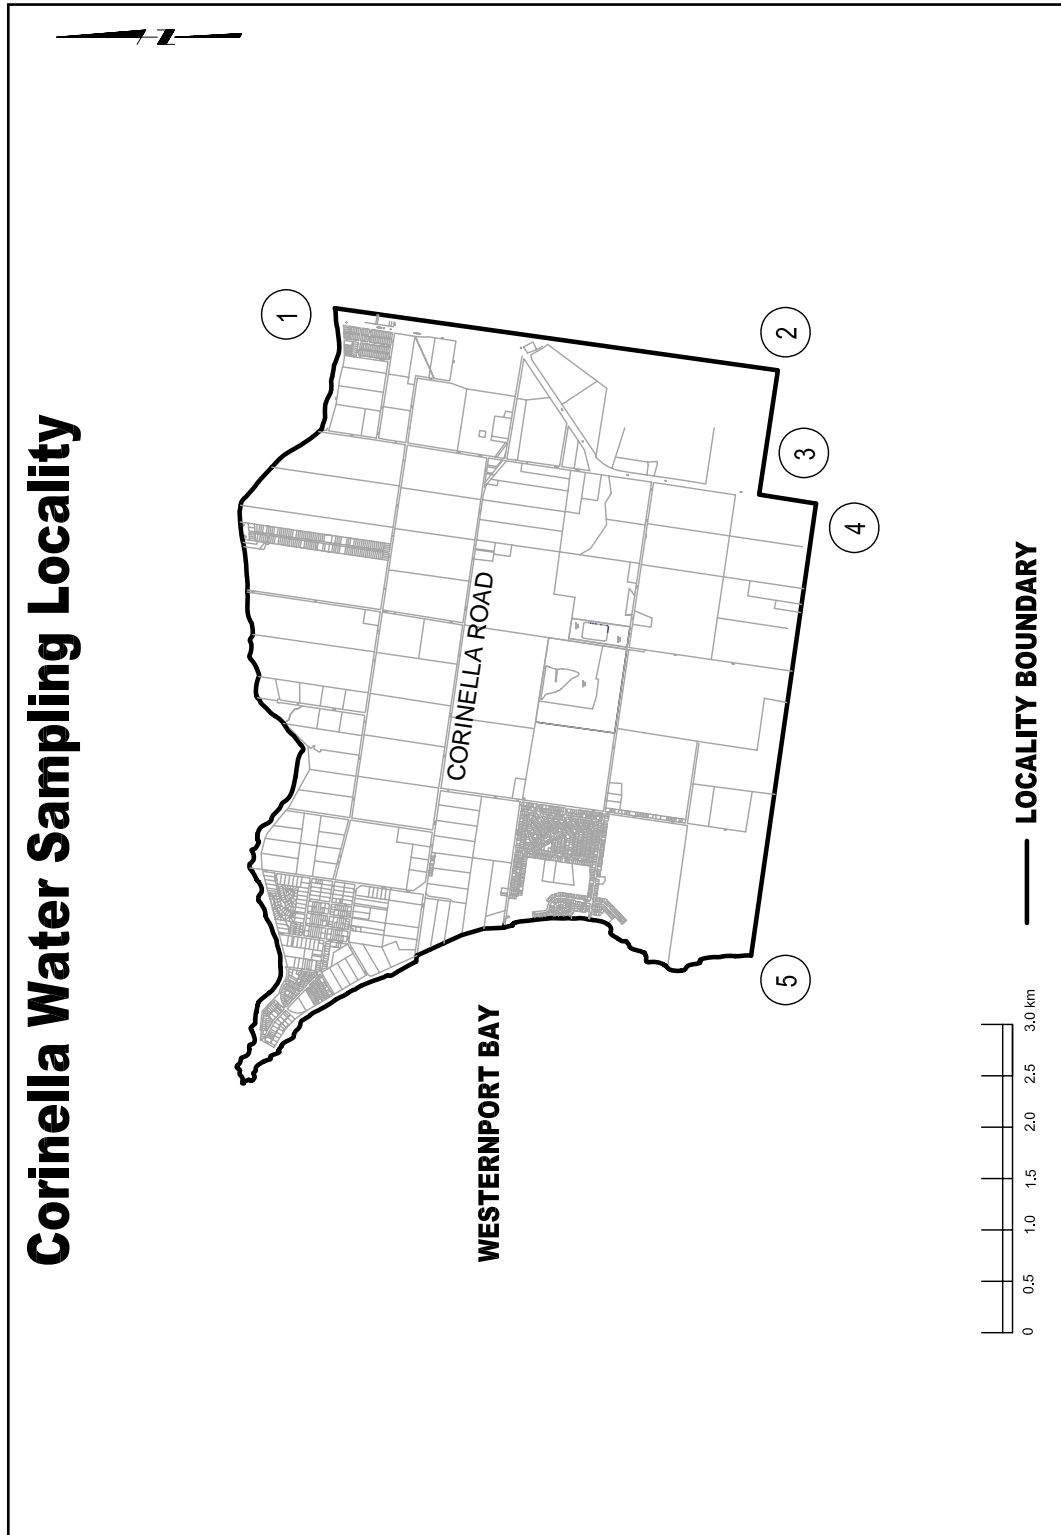 Corinella Water Sampling Locality
N
1
2
3
4
5
CORINELLA ROAD
WESTERNPORT BAY
0 0.5 1.0 1.5 2.0 2.5 3.0 km
LOCALITY BOUNDARY